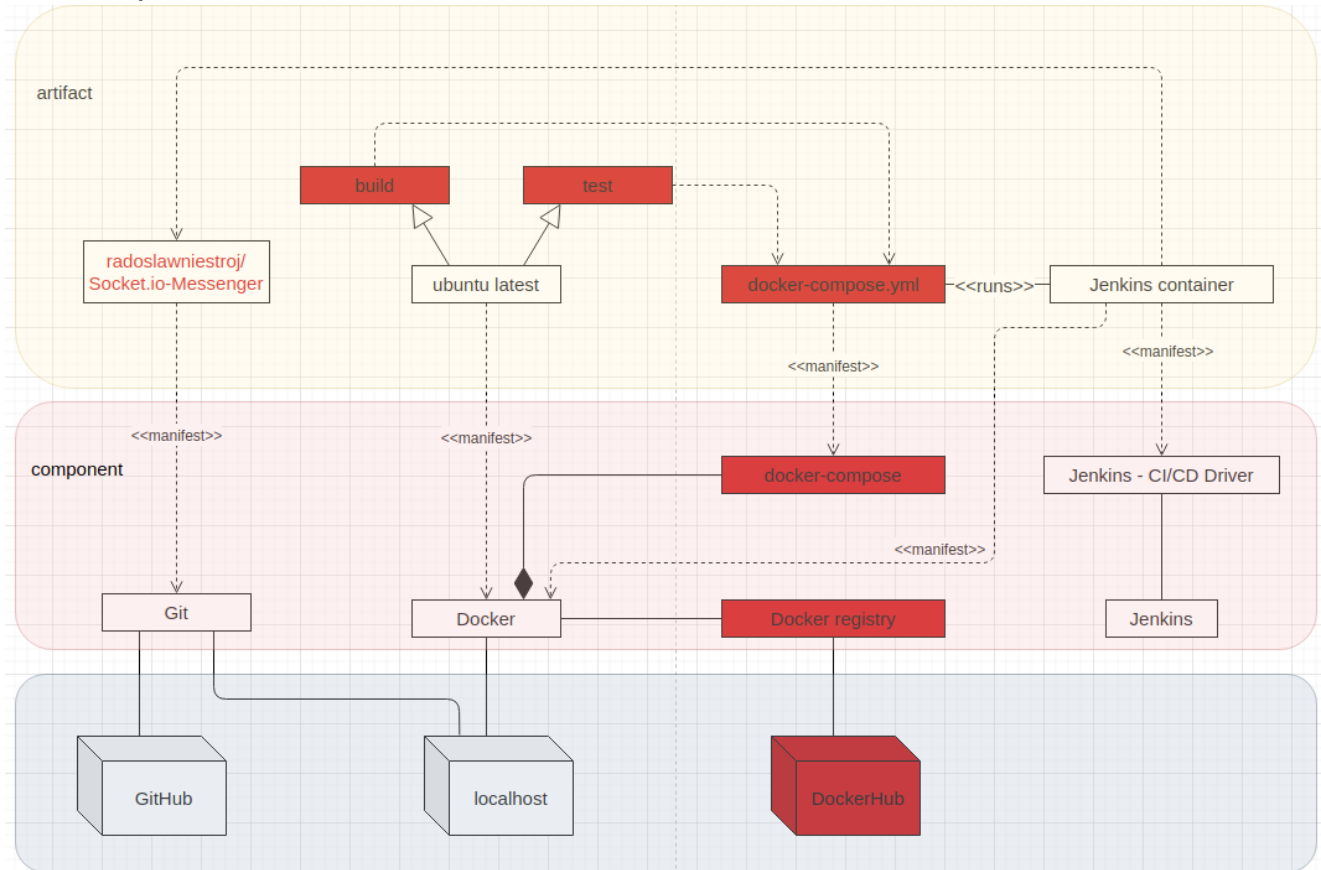 artifact
build
test
radoslawniestroj/
Socket.io-Messenger
ubuntu latest
docker-compose.yml
<<runs>>
Jenkins container
<<manifest>>
<<manifest>>
<<manifest>>
<<manifest>>
component
docker-compose
Jenkins - CI/CD Driver
<<manifest>>
Git
Docker
Docker registry
Jenkins
GitHub
localhost
DockerHub